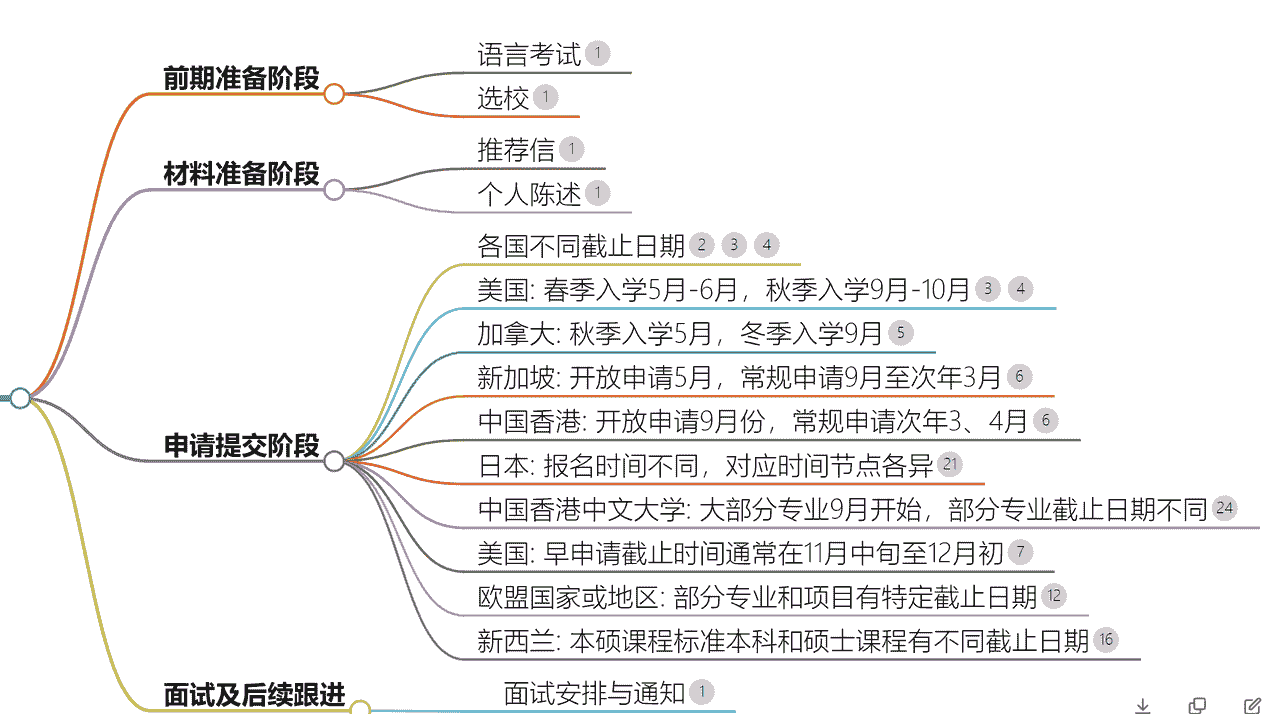 前期准备阶段
语言考试 1
选校 1
材料准备阶段
推荐信 1
个人陈述 1
申请提交阶段
各国不同截止日期 2 3 4
美国: 春季入学5月-6月，秋季入学9月-10月 3 4
加拿大: 秋季入学5月，冬季入学9月 5
新加坡: 开放申请5月，常规申请9月至次年3月 6
中国香港: 开放申请9月份，常规申请次年3、4月 6
日本: 报名时间不同，对应时间节点各异 21
中国香港中文大学: 大部分专业9月开始，部分专业截止日期不同 24
美国: 早申请截止时间通常在11月中旬至12月初 7
欧盟国家或地区: 部分专业和项目有特定截止日期 12
新西兰: 本硕课程标准本科和硕士课程有不同截止日期 16
面试及后续跟进
面试安排与通知 1